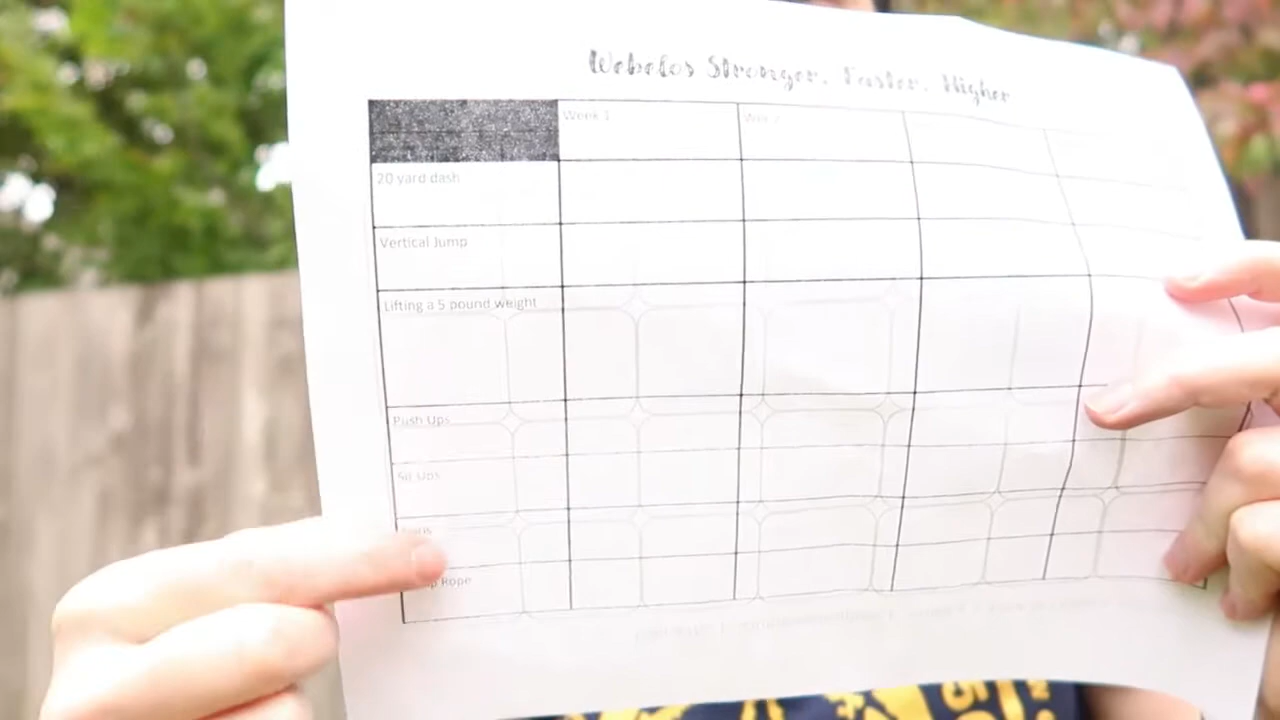 Webelos Stronger, Faster, Higher
Week 1
20 yard dash
Vertical Jump
Lifting a 5 pound weight
Push Ups
Sit Ups
Rope